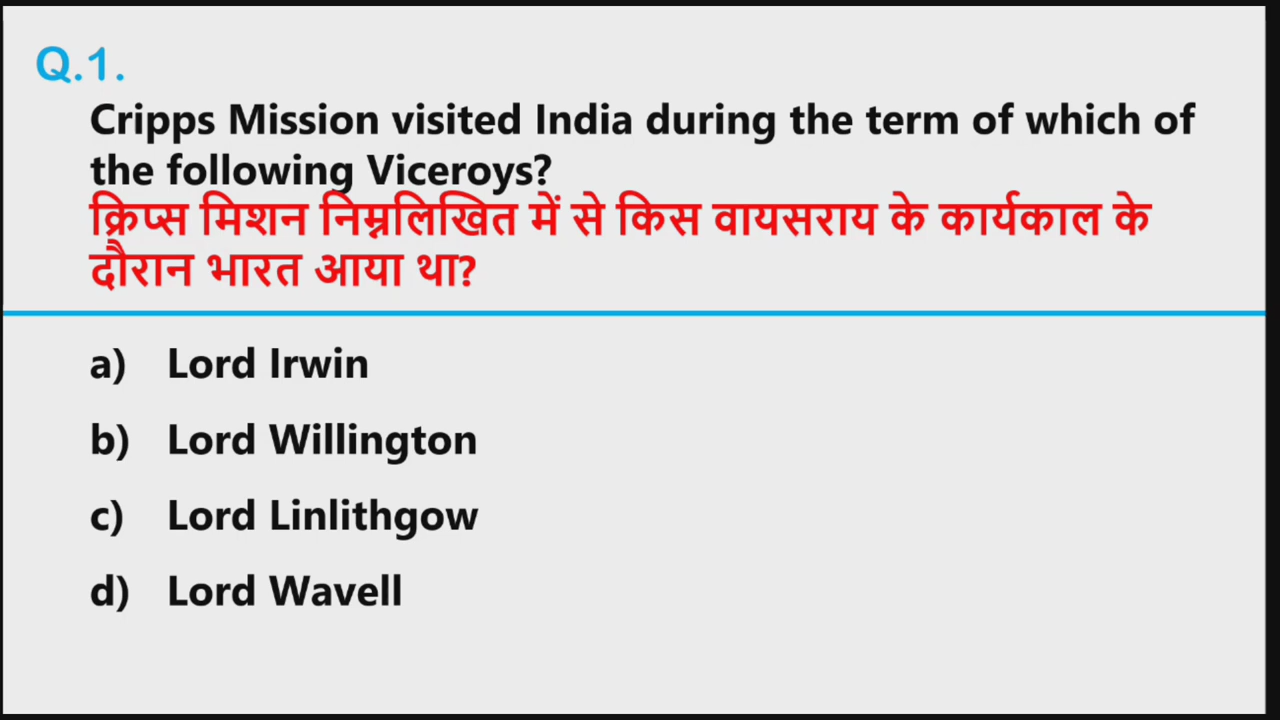 Q.1.
Cripps Mission visited India during the term of which of
the following Viceroys?
क्रिप्स मिशन निम्नलिखित में से किस वायसराय के कार्यकाल के
दौरान भारत आया था?
a) Lord Irwin
b) Lord Willington
c) Lord Linlithgow
d) Lord Wavell